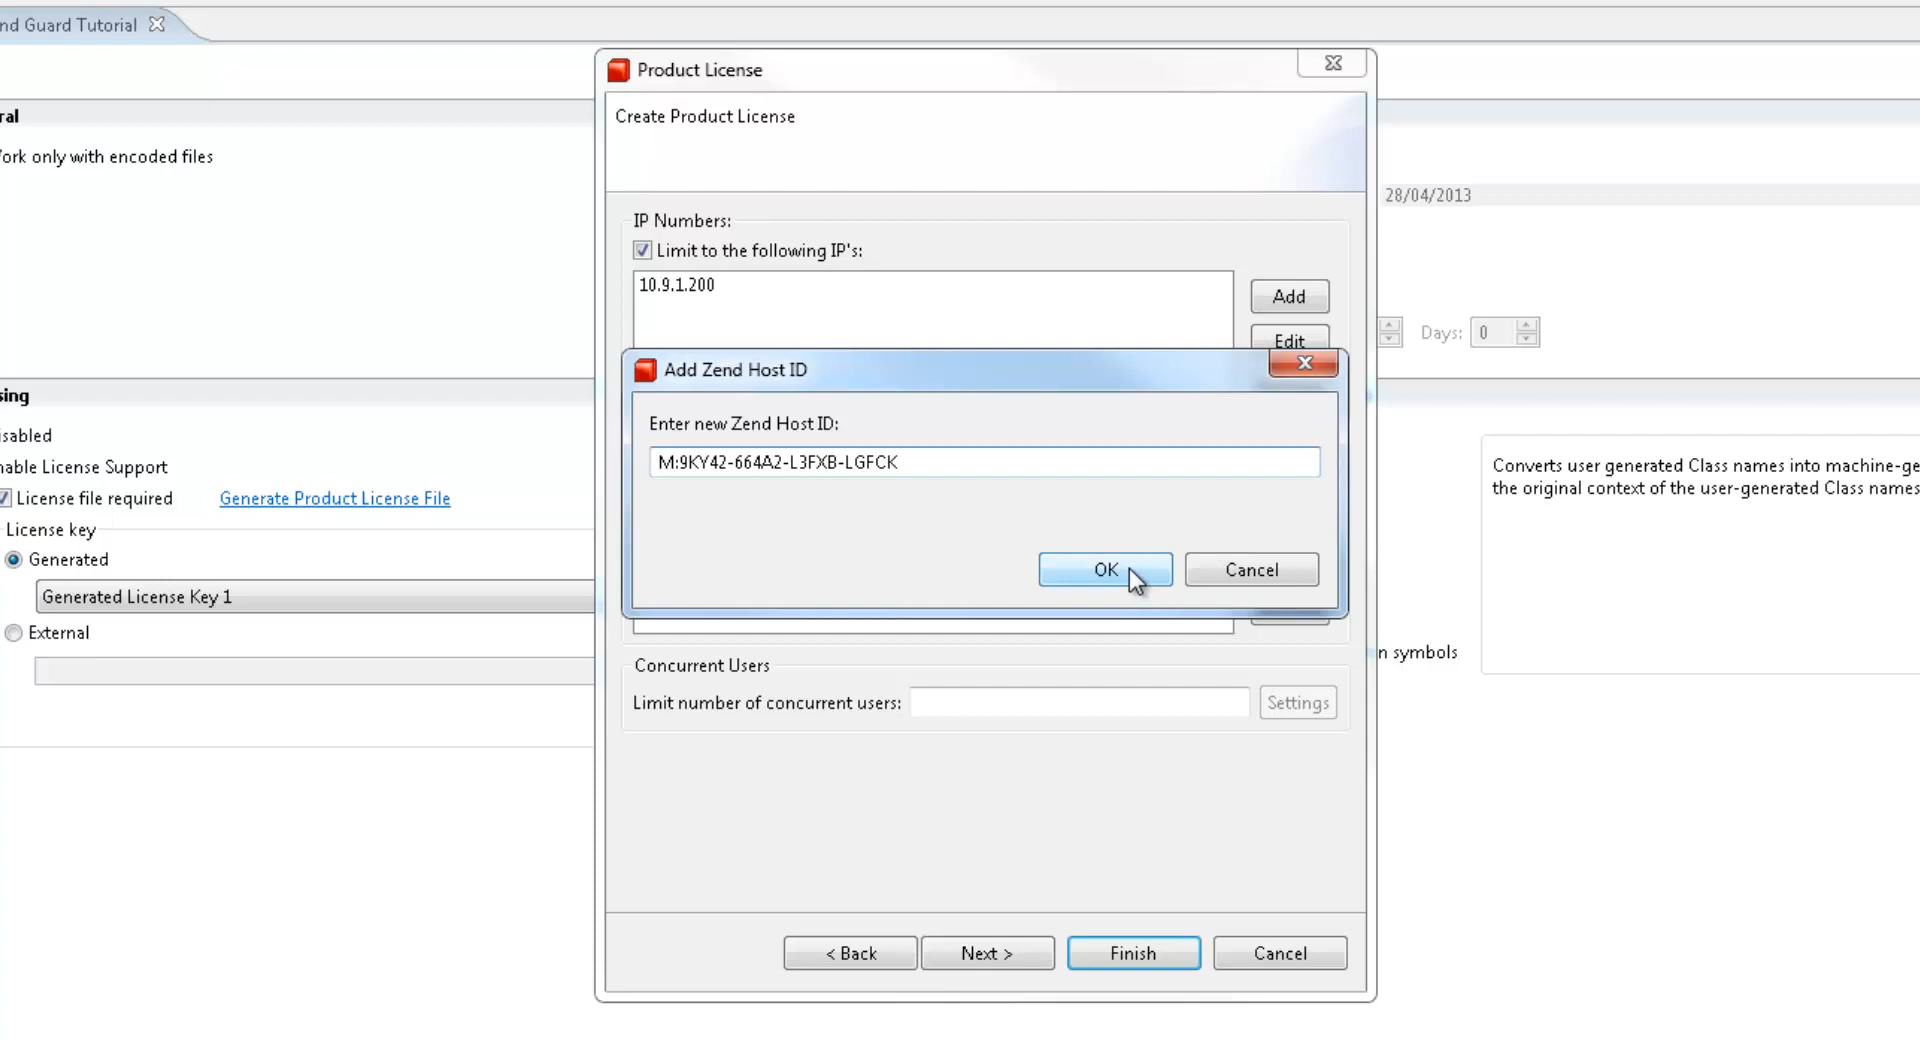 nd Guard Tutorial
Product License
Create Product License
ral
ork only with encoded files
28/04/2013
IP Numbers:
Limit to the following IP's:
10.9.1.200
Add
Edit
Days: 0
Add Zend Host ID
Enter new Zend Host ID:
M:9KY42-664A2-L3FXB-LGFCK
OK
Cancel
sing
isabled
nable License Support
License file required
Generate Product License File
License key
Generated
Generated License Key 1
External
Converts user generated Class names into machine-ge
the original context of the user-generated Class names
n symbols
Concurrent Users
Limit number of concurrent users:
Settings
< Back
Next >
Finish
Cancel